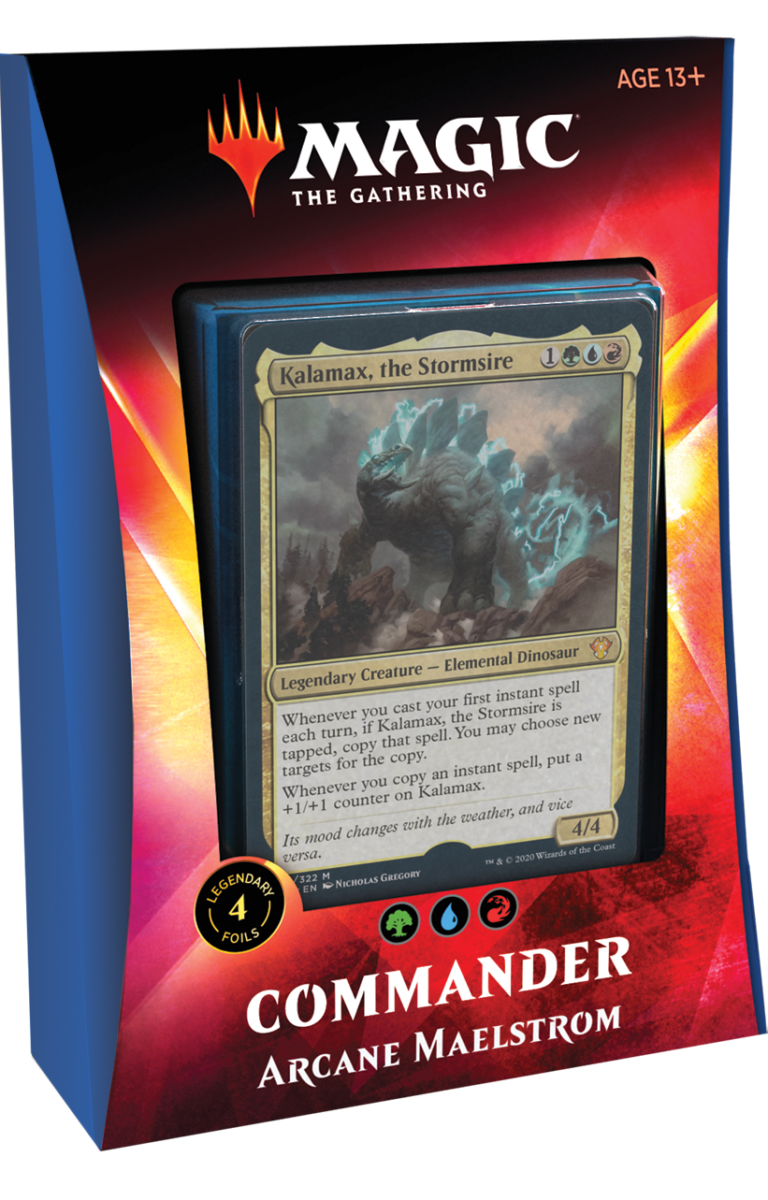 AGE 13+
MAGIC
THE GATHERING
Kalamax, the Stormsire 1
Legendary Creature — Elemental Dinosaur
Whenever you cast your first instant spell
each turn, if Kalamax, the Stormsire is
tapped, copy that spell. You may choose new
targets for the copy.
Whenever you copy an instant spell, put a
+1/+1 counter on Kalamax.
Its mood changes with the weather, and vice
versa.
4/4
/322 M
EN NICHOLAS GREGORY
™ & © 2020 Wizards of the Coast
LEGENDARY
4
FOILS
COMMANDER
ARCANE MAELSTROM